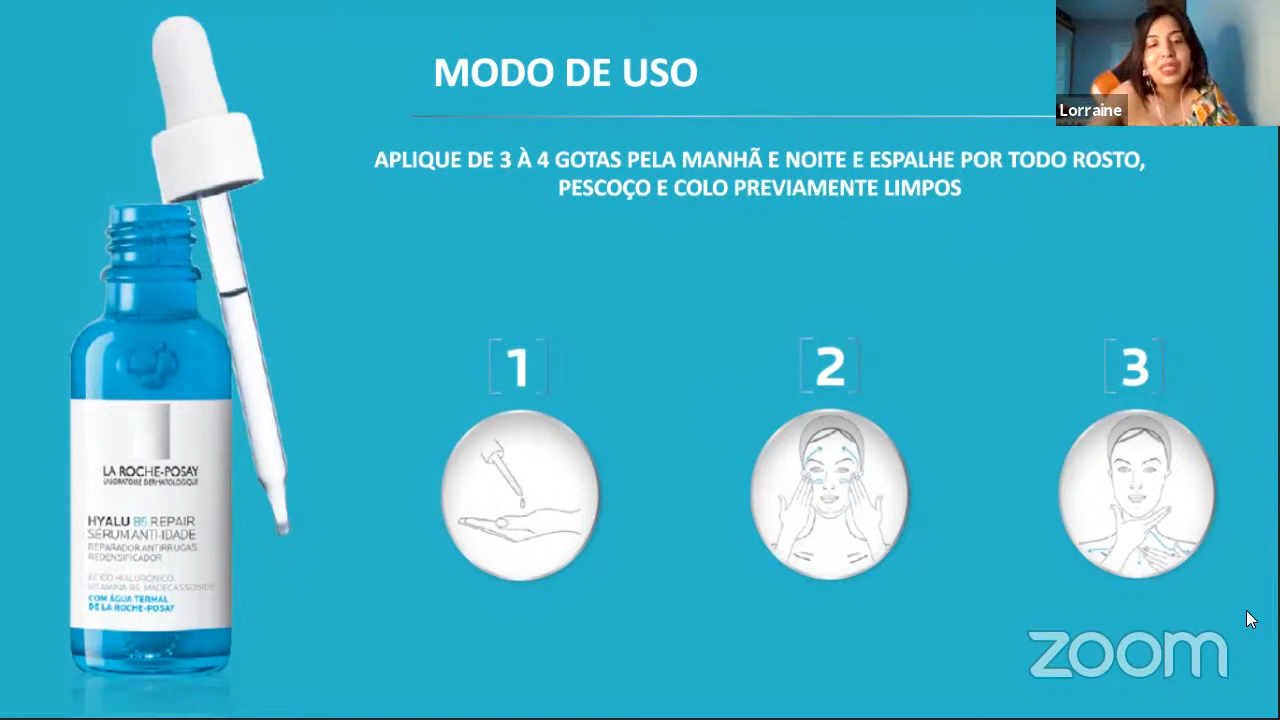 MODO DE USO
Lorraine
APLIQUE DE 3 À 4 GOTAS PELA MANHÃ E NOITE E ESPALHE POR TODO ROSTO,
PESCOÇO E COLO PREVIAMENTE LIMPOS
1
2
3
LA ROCHE-POSAY
LABORATOIRE DERMATOLOGIQUE
HYALU B5 REPAIR
SÉRUM ANTI-IDADE
REPARADOR ANTIRRUGAS,
REDENSIFICADOR
ÁCIDO HIALURÔNICO,
VITAMINA B5, MADECASSOSIDE
COM ÁGUA TERMAL
DE LA ROCHE-POSAY
zoom